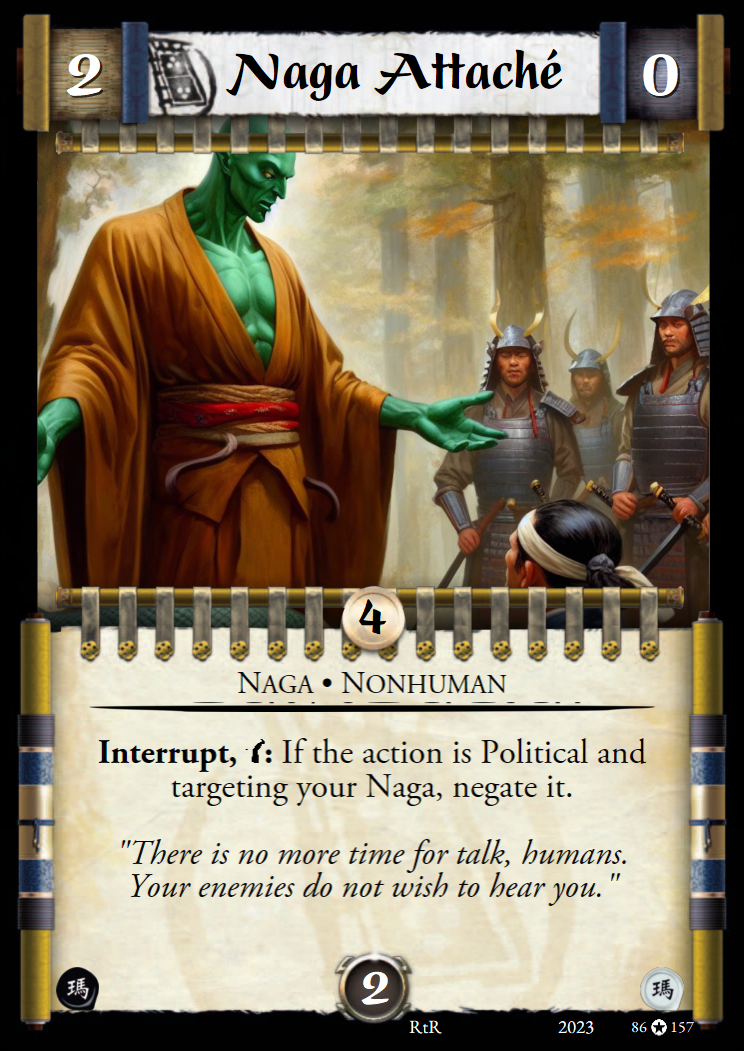 2 Naga Attaché 0
4
Naga • Nonhuman
Interrupt, : If the action is Political and
targeting your Naga, negate it.
"There is no more time for talk, humans.
Your enemies do not wish to hear you."
瑪 2 瑪
RtR 2023 86 157